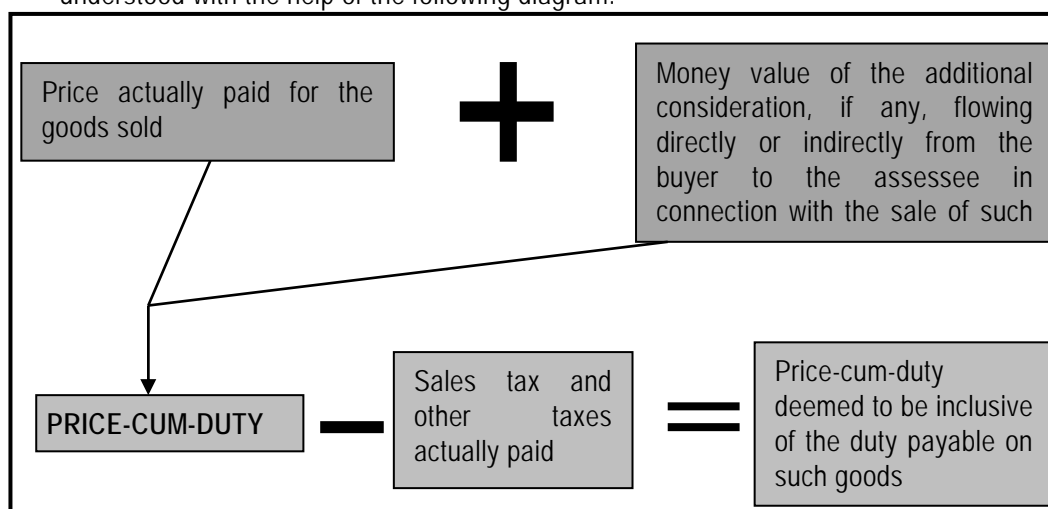 understood with the help of the following diagram:
Price actually paid for the
goods sold
+
Money value of the additional
consideration, if any, flowing
directly or indirectly from the
buyer to the assessee in
connection with the sale of such
PRICE-CUM-DUTY
Sales tax and
other taxes
actually paid
=
Price-cum-duty
deemed to be inclusive
of the duty payable on
such goods